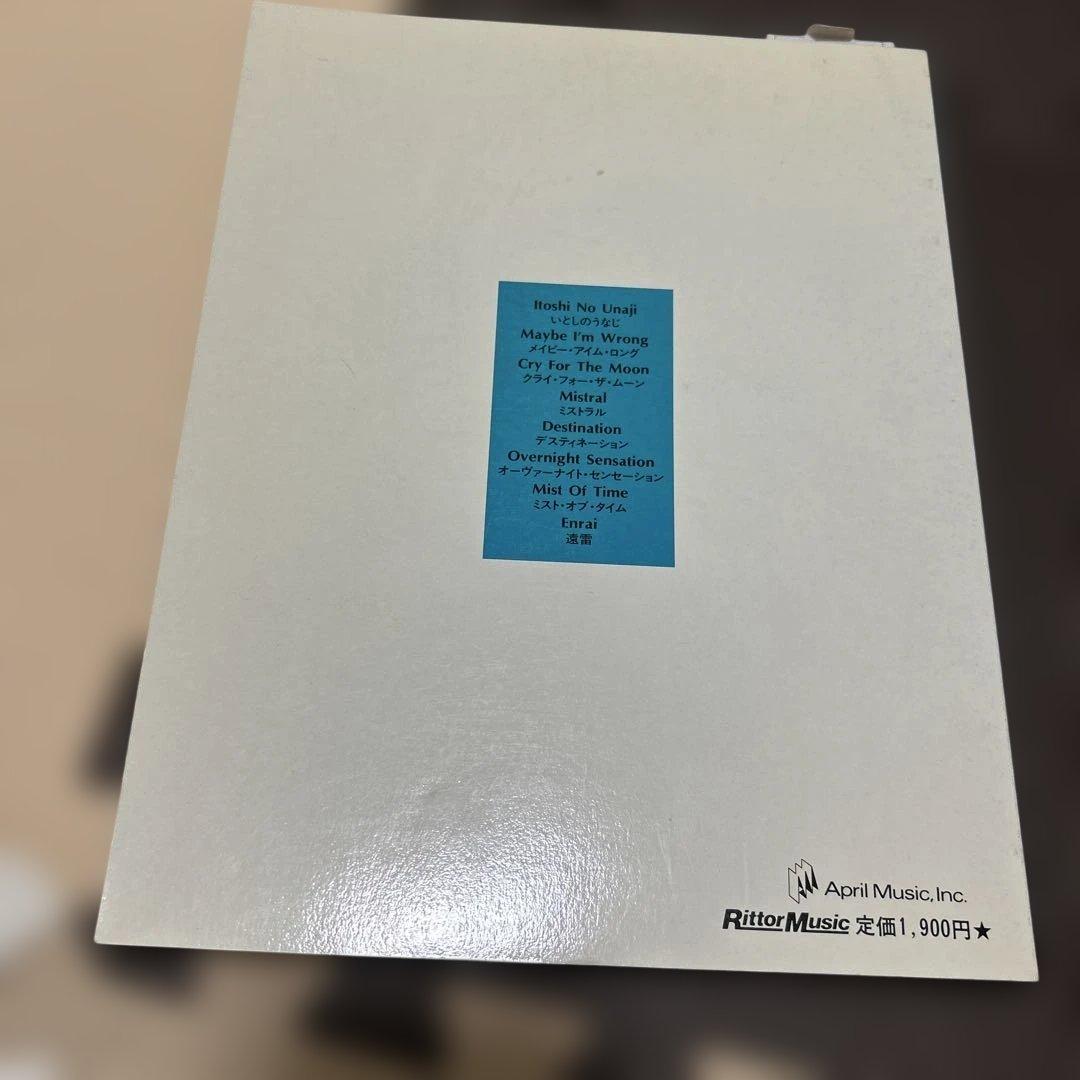 Itoshi No Unaji
いとしのうなじ
Maybe I'm Wrong
メイビー・アイム・ロング
Cry For The Moon
クライ・フォー・ザ・ムーン
Mistral
ミストラル
Destination
デスティネーション
Overnight Sensation
オーヴァーナイト・センセーション
Mist Of Time
ミスト・オブ・タイム
Enrai
遠雷
April Music, Inc.
RittorMusic 定価1,900円★